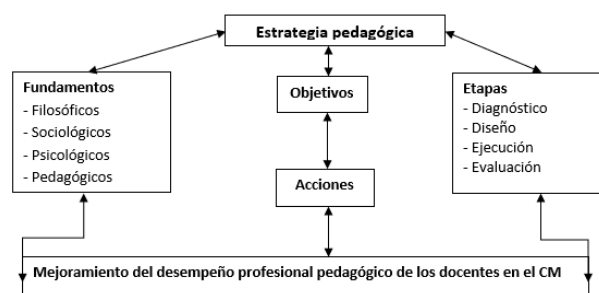 Estrategia pedagógica
Fundamentos
- Filosóficos
- Sociológicos
- Psicológicos
- Pedagógicos
Objetivos
Acciones
Etapas
- Diagnóstico
- Diseño
- Ejecución
- Evaluación
Mejoramiento del desempeño profesional pedagógico de los docentes en el CM